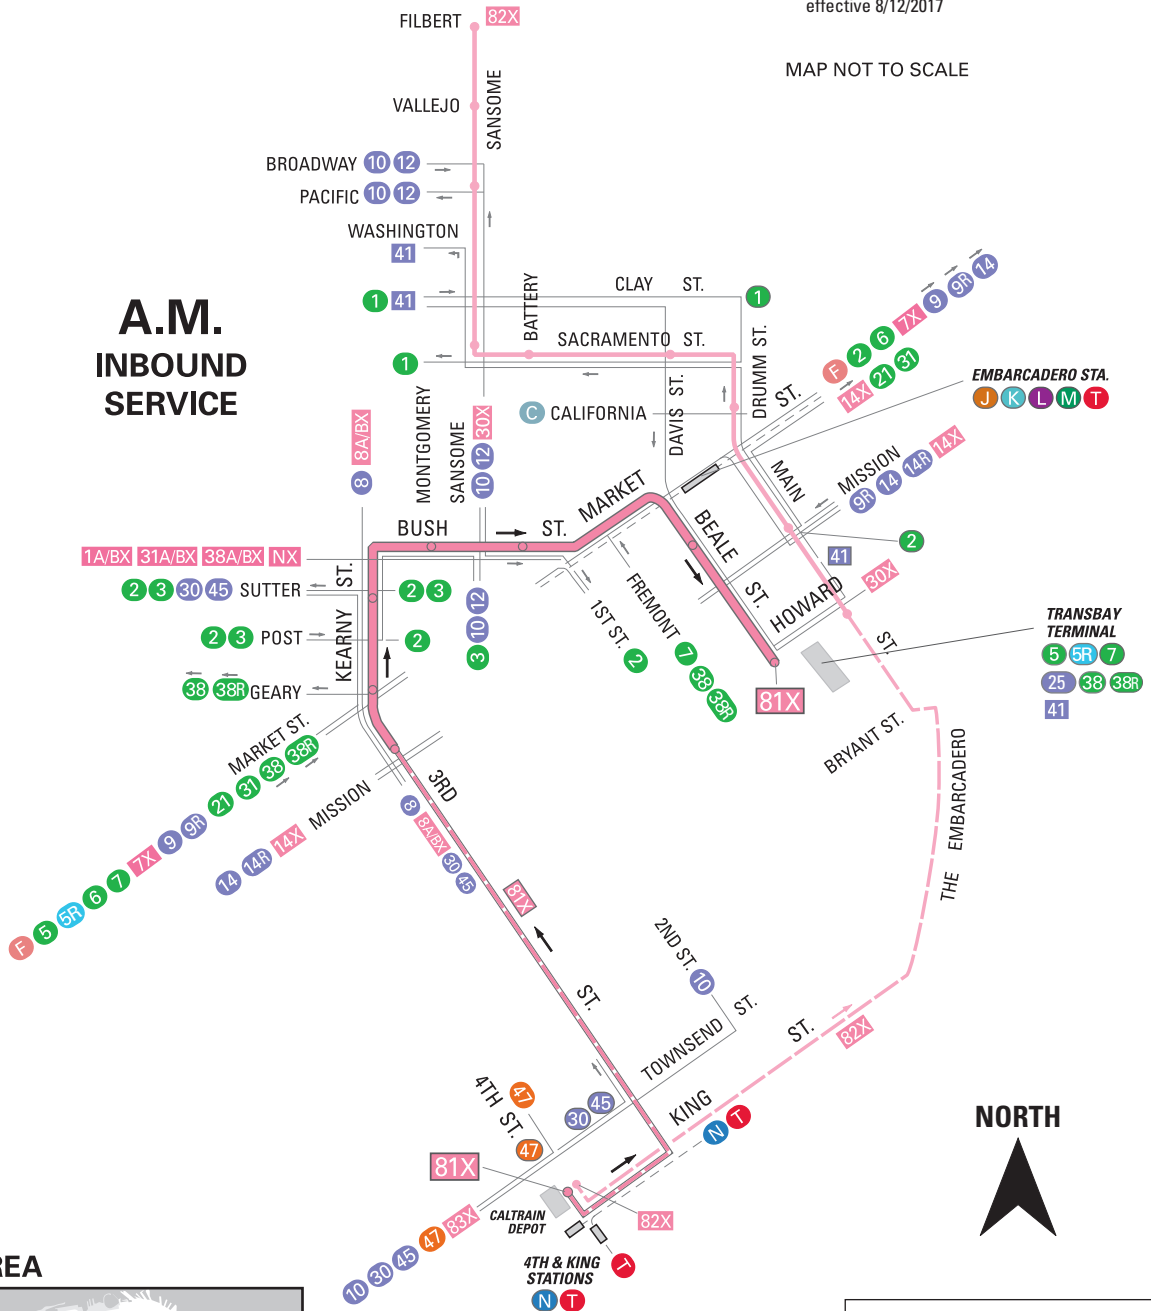 effective 8/12/2017
MAP NOT TO SCALE
FILBERT 82X
VALLEJO
SANSOME
BROADWAY 10 12
PACIFIC 10 12
WASHINGTON
41
1 41
CLAY ST.
1
BATTERY
SACRAMENTO ST.
1
A.M.
INBOUND
SERVICE
F 2 6 7X 9 9R 14
14X 21 31
EMBARCADERO STA.
J K L M T
C CALIFORNIA
DAVIS ST.
DRUMM ST.
ST.
8 8A/BX
MONTGOMERY
SANSOME
10 12 30X
MARKET
MAIN
MISSION
9R 14 14R 14X
BUSH ST.
BEALE ST.
2
41
30X
HOWARD
ST.
1A/BX 31A/BX 38A/BX NX
2 3 30 45 SUTTER
2 3
KEARNY ST.
2 3 POST
2
3 10 12
1ST ST. 2
FREMONT 7 38 38R
38 38R GEARY
81X
TRANSBAY
TERMINAL
5 5R 7
25 38 38R
41
BRYANT ST.
THE EMBARCADERO
MARKET ST.
F 5 5R 6 7 7X 9 9R 21 31 38 38R
MISSION
14 14R 14X
3RD
8 8A/BX 30 45
81X
ST.
2ND ST. 10
TOWNSEND ST.
KING ST.
82X
4TH ST. 47
47
30 45
N T
81X
CALTRAIN
DEPOT
82X
10 30 45 47 83X
4TH & KING
STATIONS
N T
T
NORTH
REA